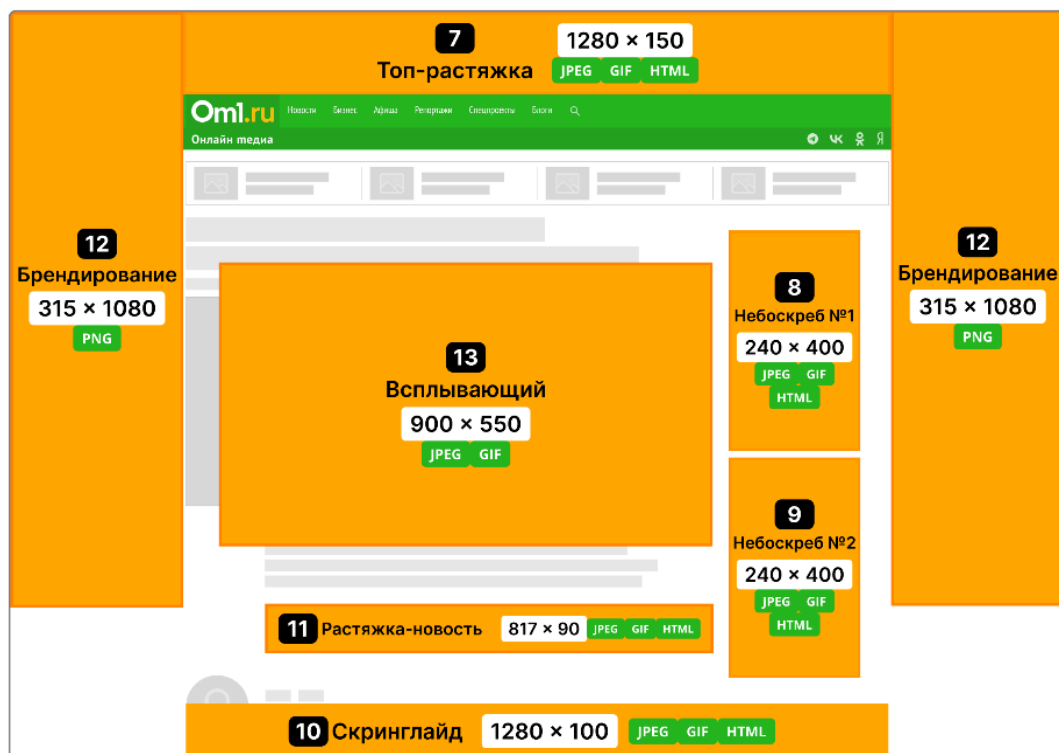 7
1280 × 150
Топ-растяжка
JPEG GIF HTML
Om1.ru
Новости Бизнес Афиша Репортажи Спецпроекты Блоги
Онлайн медиа
12
Брендирование
315 × 1080
PNG
12
Брендирование
315 × 1080
PNG
8
Небоскреб №1
240 × 400
JPEG GIF
HTML
13
Всплывающий
900 × 550
JPEG GIF
9
Небоскреб №2
240 × 400
JPEG GIF
HTML
11 Растяжка-новость 817 × 90 JPEG GIF HTML
10 Скринглайд 1280 × 100 JPEG GIF HTML